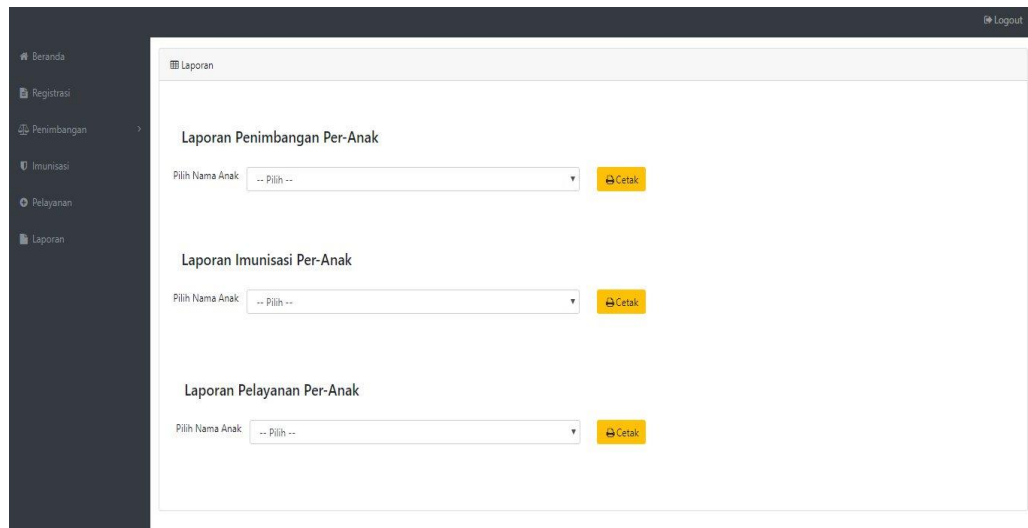 Logout
Beranda
Registrasi
Penimbangan
Imunisasi
Pelayanan
Laporan
Laporan
Laporan Penimbangan Per-Anak
Pilih Nama Anak -- Pilih -- Cetak
Laporan Imunisasi Per-Anak
Pilih Nama Anak -- Pilih -- Cetak
Laporan Pelayanan Per-Anak
Pilih Nama Anak -- Pilih -- Cetak